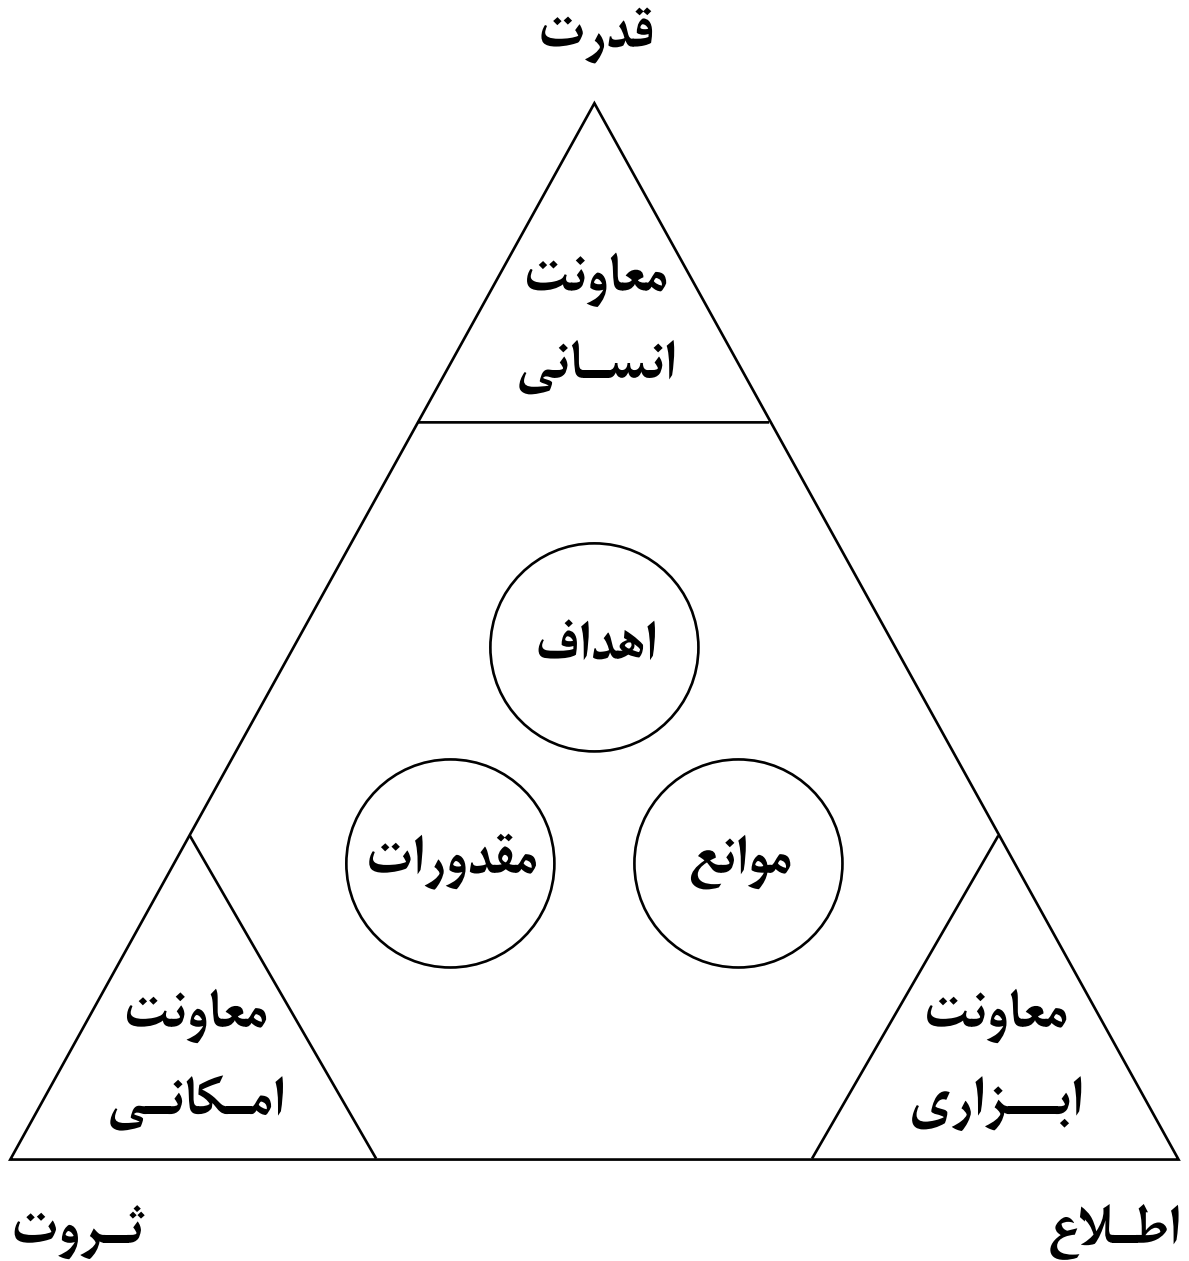 قدرت
معاونت
انسانی
اهداف
موانع
مقدورات
معاونت
ابزاری
معاونت
امکانی
اطلاع
ثروت